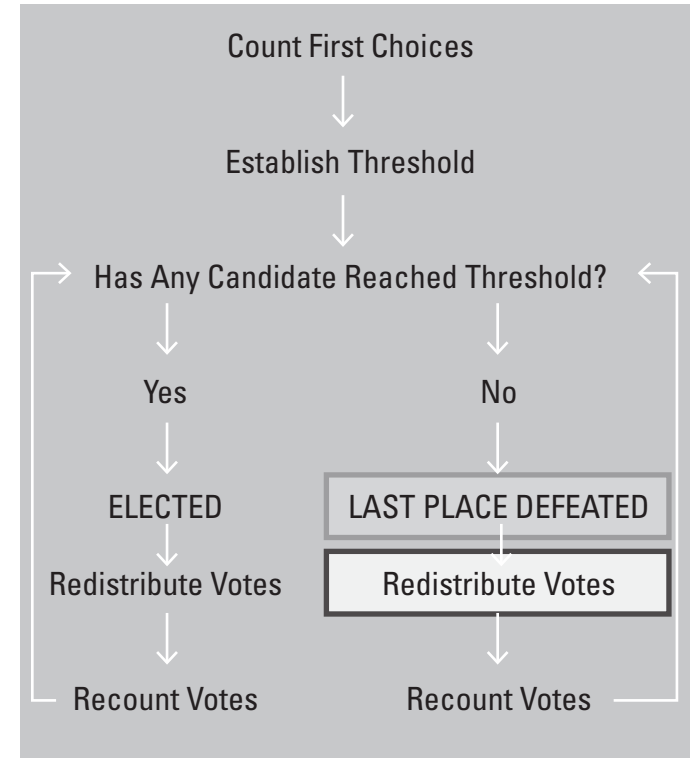 Count First Choices
Establish Threshold
Has Any Candidate Reached Threshold?
Yes
No
ELECTED
LAST PLACE DEFEATED
Redistribute Votes
Redistribute Votes
Recount Votes
Recount Votes